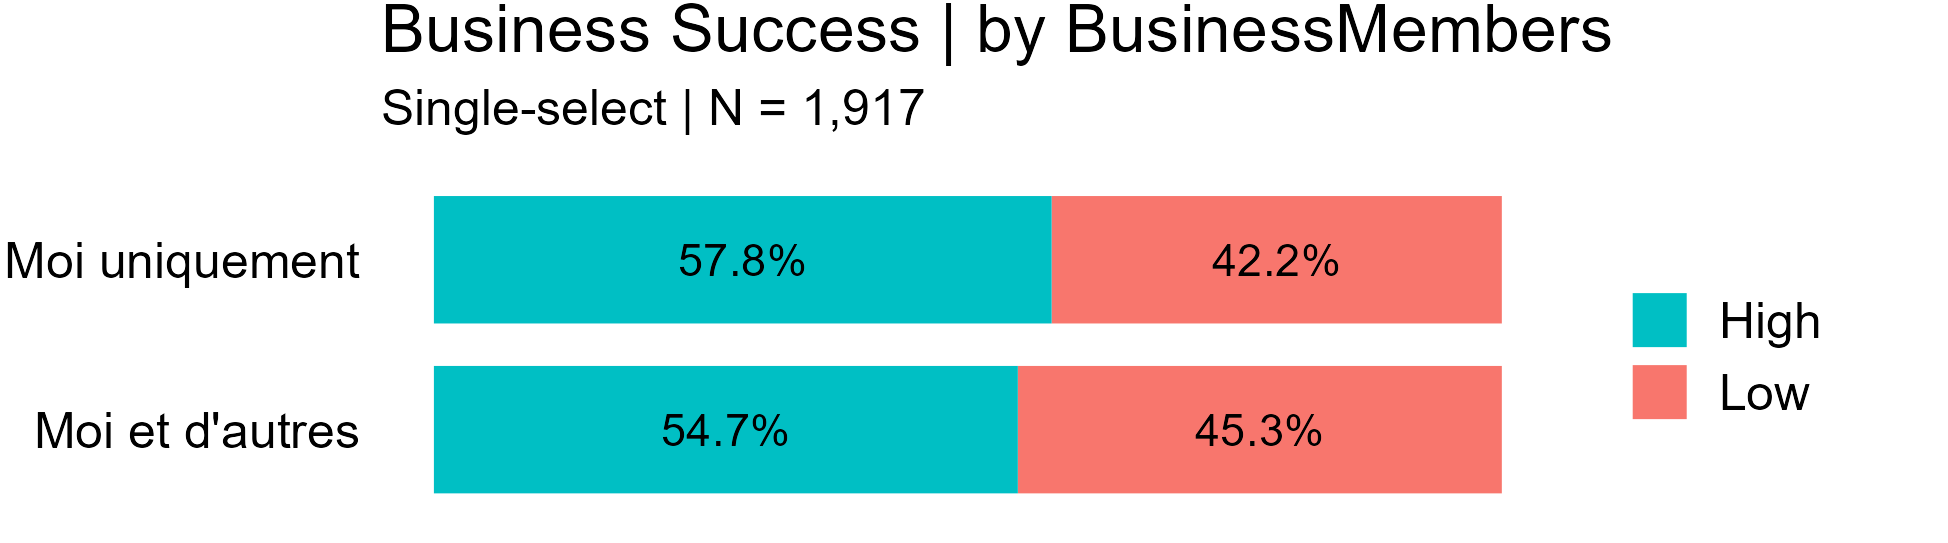 Business Success | by BusinessMembers
Single-select | N = 1,917
Moi uniquement
57.8%
42.2%
High
Low
Moi et d'autres
54.7%
45.3%